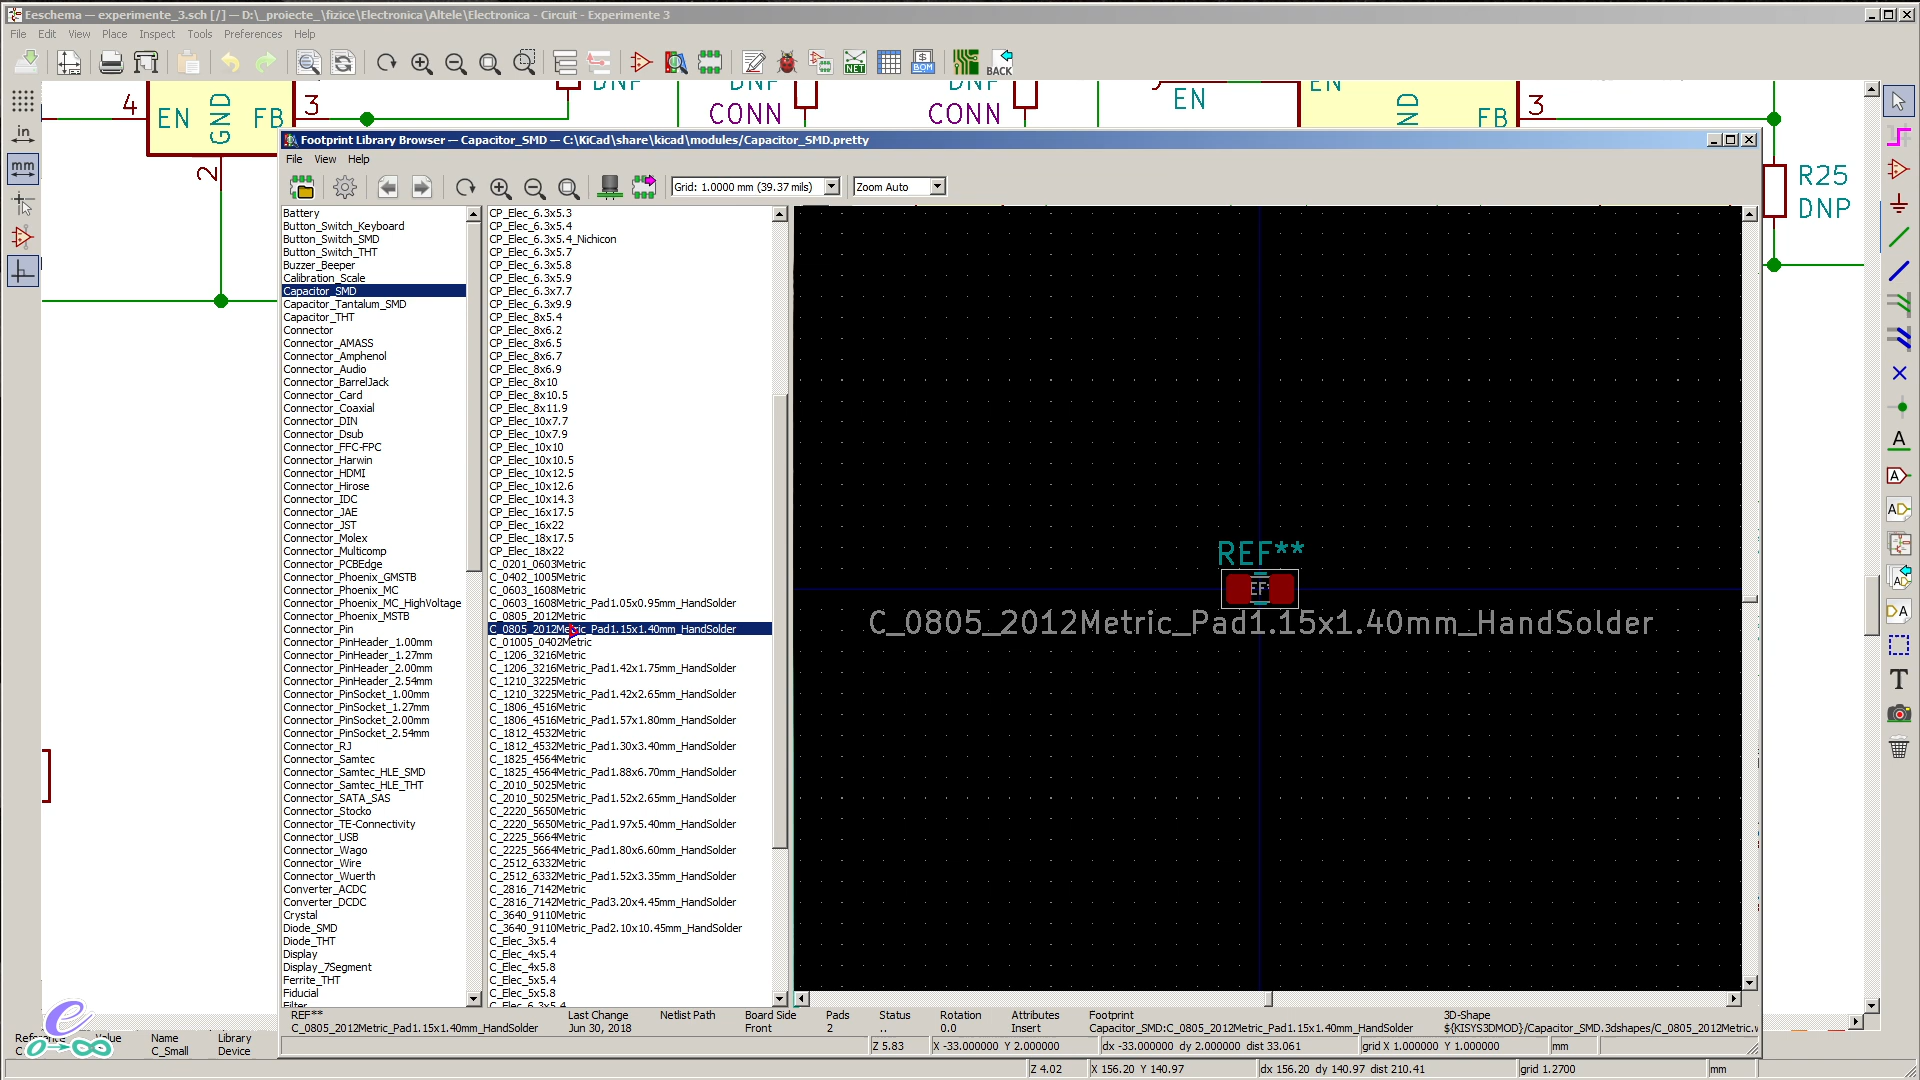 Eeschema — experimente_3.sch [/] — D:\_proiecte_\fizice\Electronica\Altele\Electronica - Circuit - Experimente 3
File Edit View Place Inspect Tools Preferences Help
NET
BOM
BACK
4 EN GND FB 3
2
DNP
DNP
CONN
DNP
CONN
EN
EN
ND
FB 3
R25
DNP
in
mm
Footprint Library Browser — Capacitor_SMD — C:\KiCad\share\kicad\modules/Capacitor_SMD.pretty
File View Help
Grid: 1.0000 mm (39.37 mils)
Zoom Auto
Battery
Button_Switch_Keyboard
Button_Switch_SMD
Button_Switch_THT
Buzzer_Beeper
Calibration_Scale
Capacitor_SMD
Capacitor_Tantalum_SMD
Capacitor_THT
Connector
Connector_AMASS
Connector_Amphenol
Connector_Audio
Connector_BarrelJack
Connector_Card
Connector_Coaxial
Connector_DIN
Connector_Dsub
Connector_FFC-FPC
Connector_Harwin
Connector_HDMI
Connector_Hirose
Connector_IDC
Connector_JAE
Connector_JST
Connector_Molex
Connector_Multicomp
Connector_PCBEdge
Connector_Phoenix_GMSTB
Connector_Phoenix_MC
Connector_Phoenix_MC_HighVoltage
Connector_Phoenix_MSTB
Connector_Pin
Connector_PinHeader_1.00mm
Connector_PinHeader_1.27mm
Connector_PinHeader_2.00mm
Connector_PinHeader_2.54mm
Connector_PinSocket_1.00mm
Connector_PinSocket_1.27mm
Connector_PinSocket_2.00mm
Connector_PinSocket_2.54mm
Connector_RJ
Connector_Samtec
Connector_Samtec_HLE_SMD
Connector_Samtec_HLE_THT
Connector_SATA_SAS
Connector_Stocko
Connector_TE-Connectivity
Connector_USB
Connector_Wago
Connector_Wire
Connector_Wuerth
Converter_ACDC
Converter_DCDC
Crystal
Diode_SMD
Diode_THT
Display
Display_7Segment
Ferrite_THT
Fiducial
Filter
CP_Elec_6.3x5.3
CP_Elec_6.3x5.4
CP_Elec_6.3x5.4_Nichicon
CP_Elec_6.3x5.7
CP_Elec_6.3x5.8
CP_Elec_6.3x5.9
CP_Elec_6.3x7.7
CP_Elec_6.3x9.9
CP_Elec_8x5.4
CP_Elec_8x6.2
CP_Elec_8x6.5
CP_Elec_8x6.7
CP_Elec_8x6.9
CP_Elec_8x10
CP_Elec_8x10.5
CP_Elec_8x11.9
CP_Elec_10x7.7
CP_Elec_10x7.9
CP_Elec_10x10
CP_Elec_10x10.5
CP_Elec_10x12.5
CP_Elec_10x12.6
CP_Elec_10x14.3
CP_Elec_16x17.5
CP_Elec_16x22
CP_Elec_18x17.5
CP_Elec_18x22
C_0201_0603Metric
C_0402_1005Metric
C_0603_1608Metric
C_0603_1608Metric_Pad1.05x0.95mm_HandSolder
C_0805_2012Metric
C_0805_2012Metric_Pad1.15x1.40mm_HandSolder
C_01005_0402Metric
C_1206_3216Metric
C_1206_3216Metric_Pad1.42x1.75mm_HandSolder
C_1210_3225Metric
C_1210_3225Metric_Pad1.42x2.65mm_HandSolder
C_1806_4516Metric
C_1806_4516Metric_Pad1.57x1.80mm_HandSolder
C_1812_4532Metric
C_1812_4532Metric_Pad1.30x3.40mm_HandSolder
C_1825_4564Metric
C_1825_4564Metric_Pad1.88x6.70mm_HandSolder
C_2010_5025Metric
C_2010_5025Metric_Pad1.52x2.65mm_HandSolder
C_2220_5650Metric
C_2220_5650Metric_Pad1.97x5.40mm_HandSolder
C_2225_5664Metric
C_2225_5664Metric_Pad1.80x6.60mm_HandSolder
C_2512_6332Metric
C_2512_6332Metric_Pad1.52x3.35mm_HandSolder
C_2816_7142Metric
C_2816_7142Metric_Pad3.20x4.45mm_HandSolder
C_3640_9110Metric
C_3640_9110Metric_Pad2.10x10.45mm_HandSolder
C_Elec_3x5.4
C_Elec_4x5.4
C_Elec_4x5.8
C_Elec_5x5.4
C_Elec_5x5.8
C_Elec_6.3x5.4
REF**
C_0805_2012Metric_Pad1.15x1.40mm_HandSolder
REF** Last Change Netlist Path Board Side Pads Status Rotation Attributes Footprint 3D-Shape
C_0805_2012Metric_Pad1.15x1.40mm_HandSolder Jun 30, 2018 Front 2 .. 0.0 Insert Capacitor_SMD:C_0805_2012Metric_Pad1.15x1.40mm_HandSolder ${KISYS3DMOD}/Capacitor_SMD.3dshapes/C_0805_2012Metric.w
Z 5.83 X -33.000000 Y 2.000000 dx -33.000000 dy 2.000000 dist 33.061 grid X 1.000000 Y 1.000000 mm
Name Library
C_Small Device
Z 4.02 X 156.20 Y 140.97 dx 156.20 dy 140.97 dist 210.41 grid 1.2700 mm